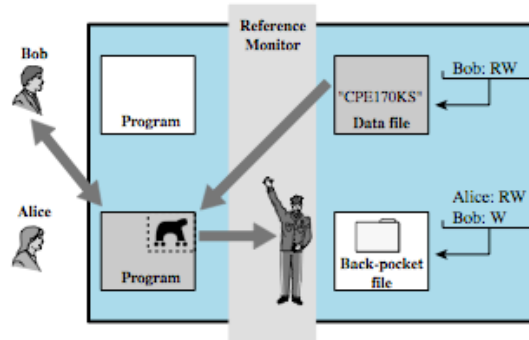 Reference
Monitor
Bob
Program
"CPE170KS"
Data file
Bob: RW
Alice
Program
Back-pocket
file
Alice: RW
Bob: W